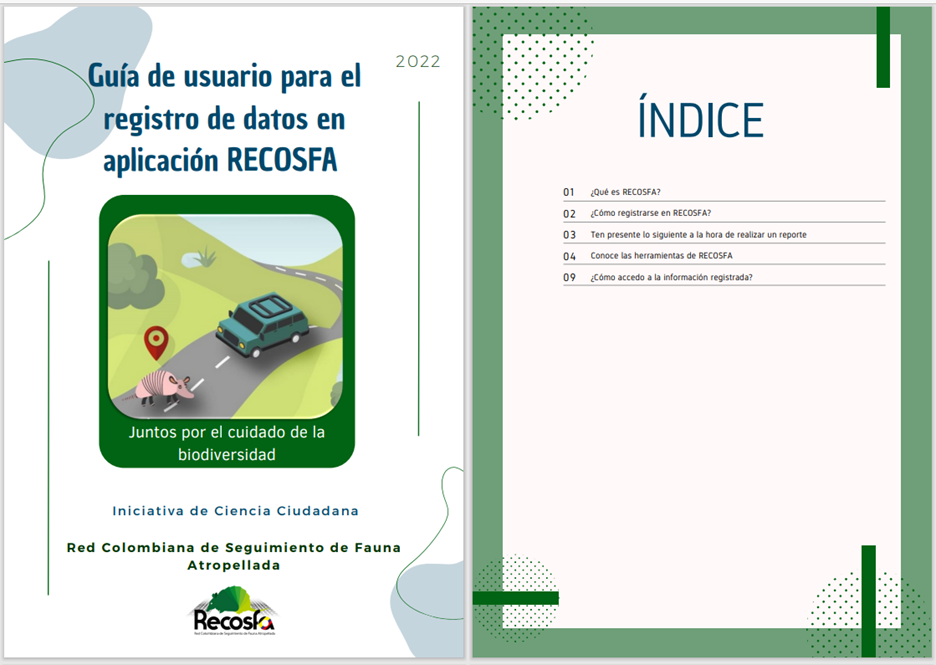 2022
Guía de usuario para el
registro de datos en
aplicación RECOSFA
Juntos por el cuidado de la
biodiversidad
Iniciativa de Ciencia Ciudadana
Red Colombiana de Seguimiento de Fauna
Atropellada
Recosfa
Red Colombiana de Seguimiento de Fauna Atropellada
ÍNDICE
01 ¿Qué es RECOSFA?
02 ¿Cómo registrarse en RECOSFA?
03 Ten presente lo siguiente a la hora de realizar un reporte
04 Conoce las herramientas de RECOSFA
09 ¿Cómo accedo a la información registrada?